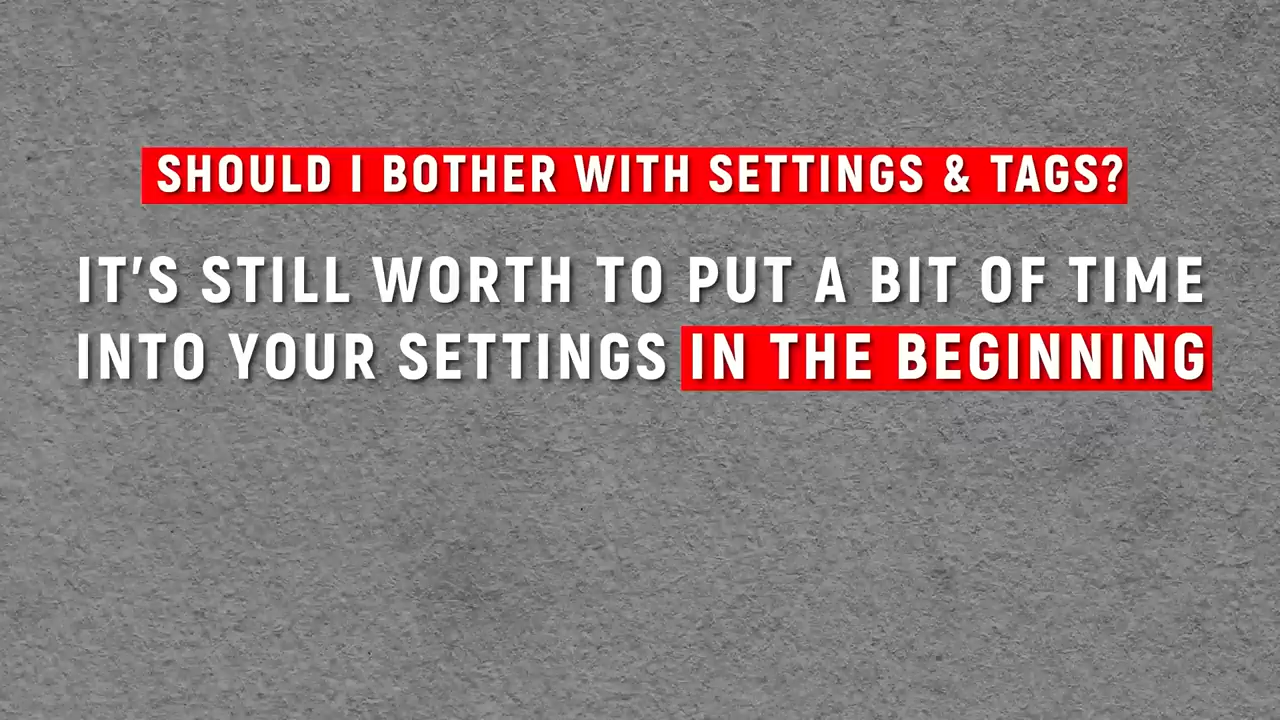 SHOULD I BOTHER WITH SETTINGS & TAGS?
IT'S STILL WORTH TO PUT A BIT OF TIME
INTO YOUR SETTINGS IN THE BEGINNING